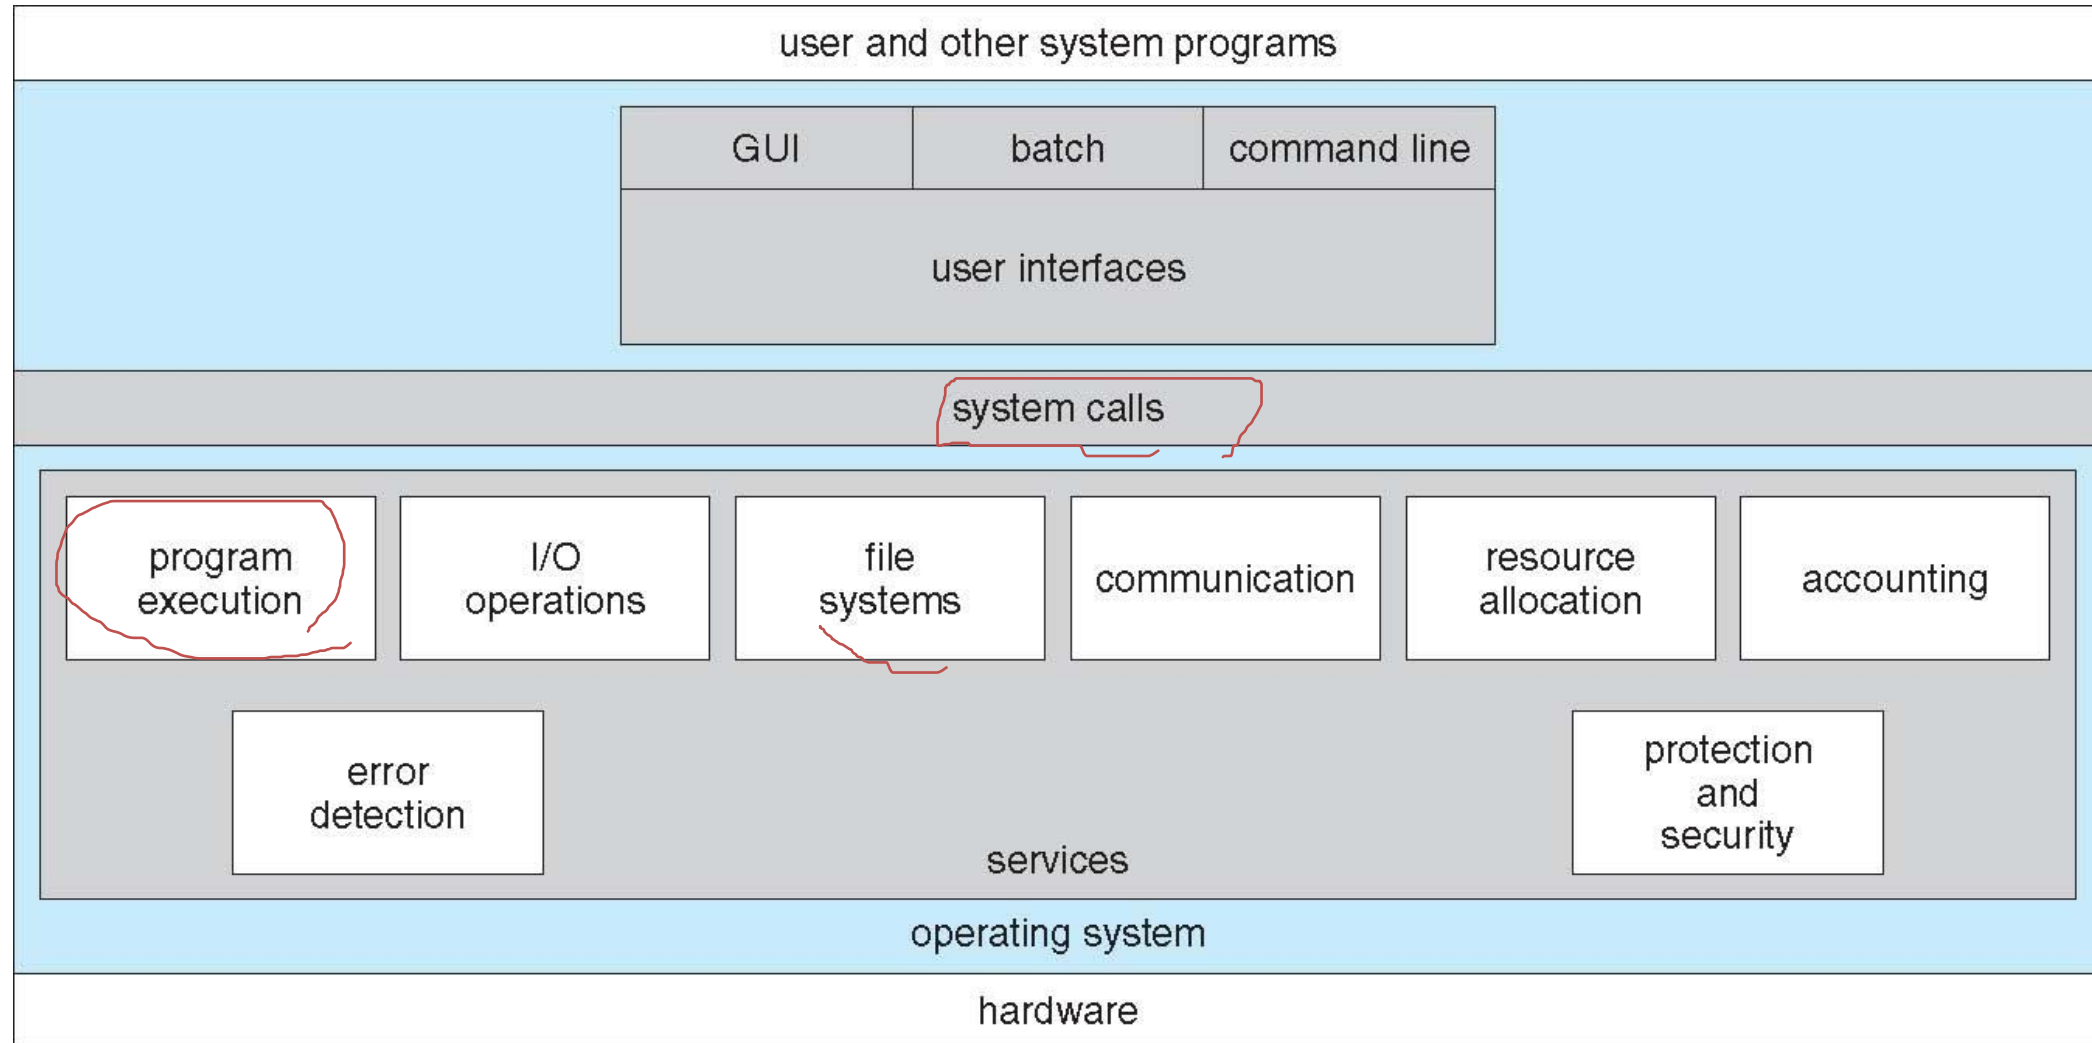 user and other system programs
GUI
batch
command line
user interfaces
system calls
program
execution
I/O
operations
file
systems
communication
resource
allocation
accounting
error
detection
protection
and
security
services
operating system
hardware